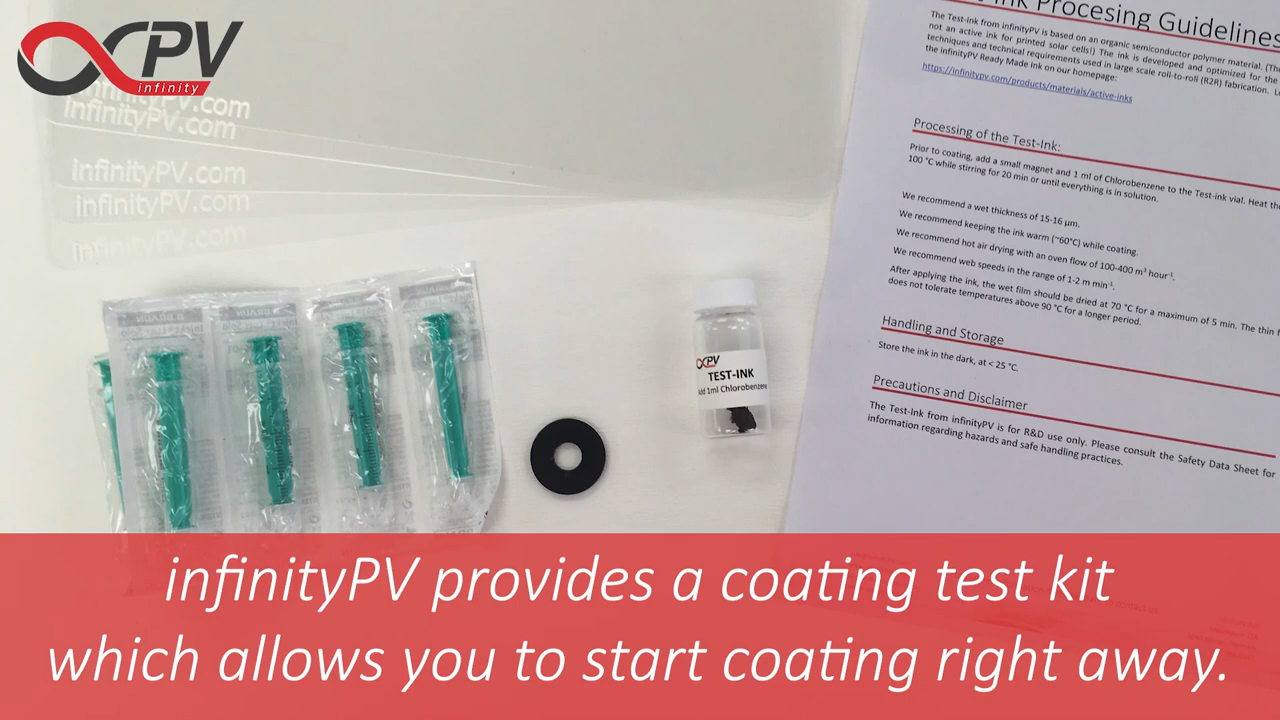 PV
infinity
infinityPV.com
infinityPV.com
infinityPV.com
infinityPV.com
infinityPV.com
Ink Procesing Guidelines
The Test-Ink from infinityPV is based on an organic semiconductor polymer material. (The
not an active ink for printed solar cells!) The ink is developed and optimized for the
techniques and technical requirements used in large scale roll-to-roll (R2R) fabrication.
the infinityPV Ready Made Ink on our homepage:
https://infinitypv.com/products/materials/active-inks
Processing of the Test-Ink:
Prior to coating, add a small magnet and 1 ml of Chlorobenzene to the Test-ink vial. Heat the
100 °C while stirring for 20 min or until everything is in solution.
We recommend a wet thickness of 15-16 µm.
We recommend keeping the ink warm (~60°C) while coating.
We recommend hot air drying with an oven flow of 100-400 m³ hour⁻¹.
We recommend web speeds in the range of 1-2 m min⁻¹.
After applying the ink, the wet film should be dried at 70 °C for a maximum of 5 min. The thin
does not tolerate temperatures above 90 °C for a longer period.
Handling and Storage
Store the ink in the dark, at < 25 °C.
Precautions and Disclaimer
The Test-Ink from infinityPV is for R&D use only. Please consult the Safety Data Sheet for
information regarding hazards and safe handling practices.
B BRAUN
PV
TEST-INK
Add 1ml Chlorobenzene
infinityPV provides a coating test kit
which allows you to start coating right away.